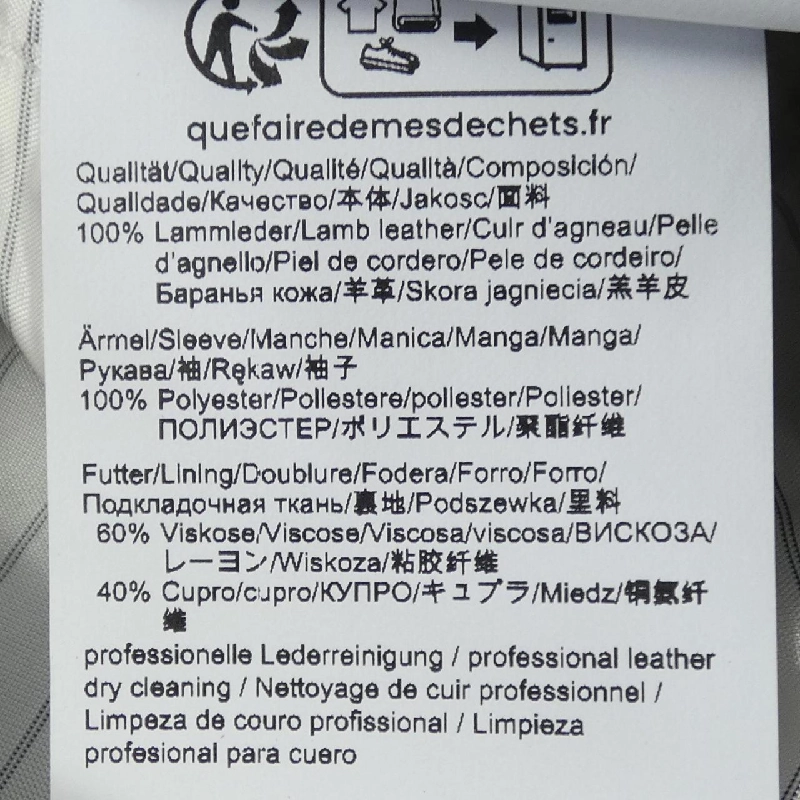 quefairedemesdechets.fr
Qualität/Quality/Qualité/Qualità/Composición/
Qualidade/Качество/本体/Jakosc/面料
100% Lammleder/Lamb leather/Cuir d'agneau/Pelle
d'agnello/Piel de cordero/Pele de cordeiro/
Баранья кожа/羊革/Skora jagniecia/羔羊皮
Ärmel/Sleeve/Manche/Manica/Manga/Manga/
Рукава/袖/Rękaw/袖子
100% Polyester/Poliestere/poliester/Poliester/
ПОЛИЭСТЕР/ポリエステル/聚酯纤维
Futter/Lining/Doublure/Fodera/Forro/Forro/
Подкладочная ткань/裏地/Podszewka/里料
60% Viskose/Viscose/Viscosa/viscosa/ВИСКОЗА/
レーヨン/Wiskoza/粘胶纤维
40% Cupro/cupro/КУПРО/キュプラ/Miedz/铜氨纤
维
professionelle Lederreinigung / professional leather
dry cleaning / Nettoyage de cuir professionnel /
Limpeza de couro profissional / Limpieza
profesional para cuero